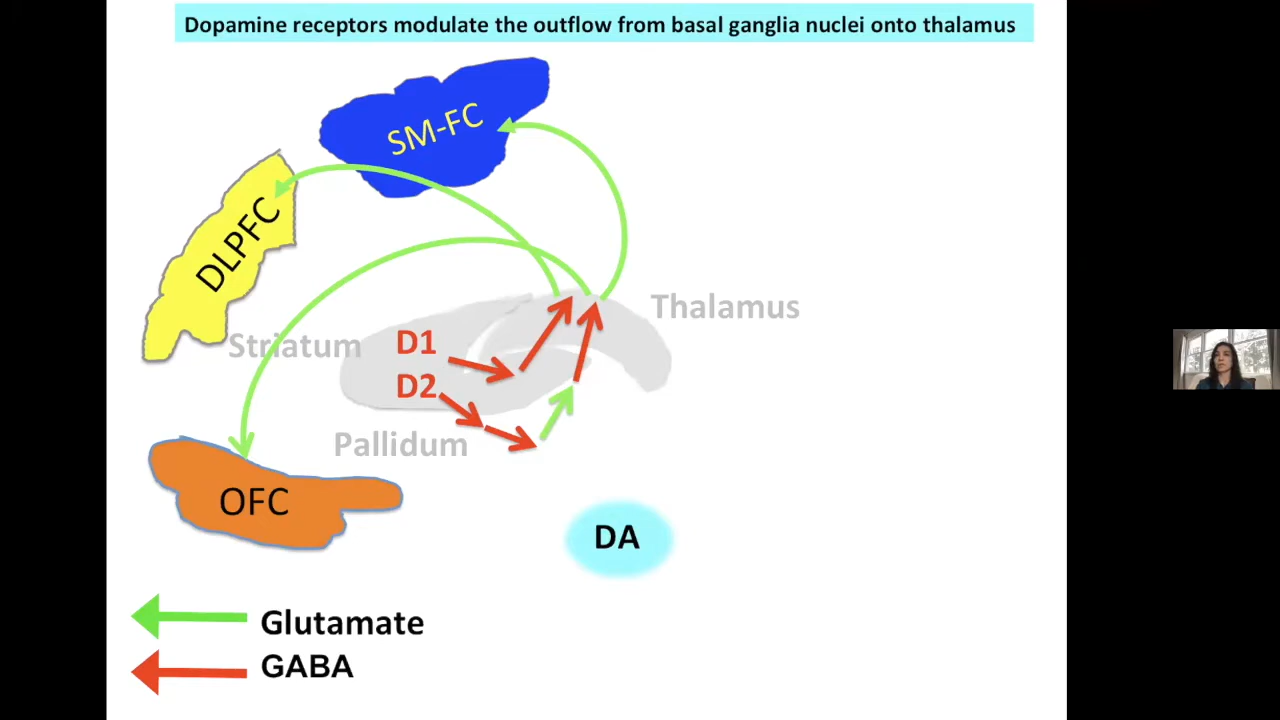 Dopamine receptors modulate the outflow from basal ganglia nuclei onto thalamus
SM-FC
DLPFC
Thalamus
Striatum
D1
D2
Pallidum
OFC
DA
Glutamate
GABA